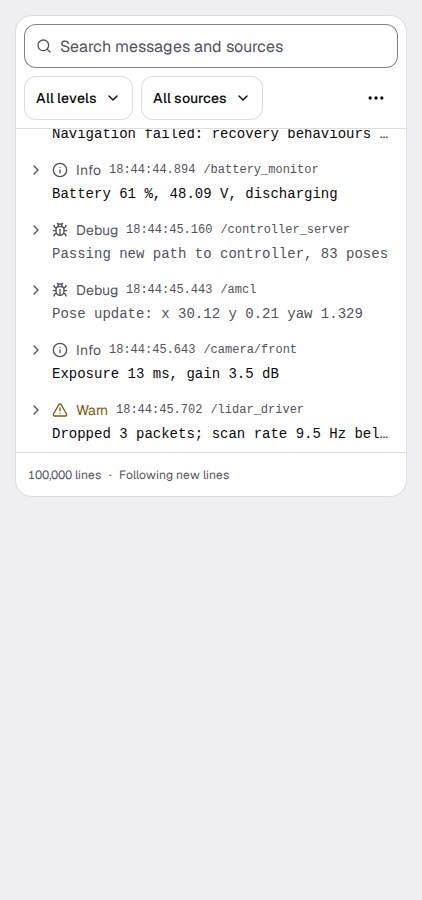 Search messages and sources
All levels All sources
Navigation failed: recovery behaviours …
Info 18:44:44.894 /battery_monitor
Battery 61 %, 48.09 V, discharging
Debug 18:44:45.160 /controller_server
Passing new path to controller, 83 poses
Debug 18:44:45.443 /amcl
Pose update: x 30.12 y 0.21 yaw 1.329
Info 18:44:45.643 /camera/front
Exposure 13 ms, gain 3.5 dB
Warn 18:44:45.702 /lidar_driver
Dropped 3 packets; scan rate 9.5 Hz bel…
100,000 lines · Following new lines